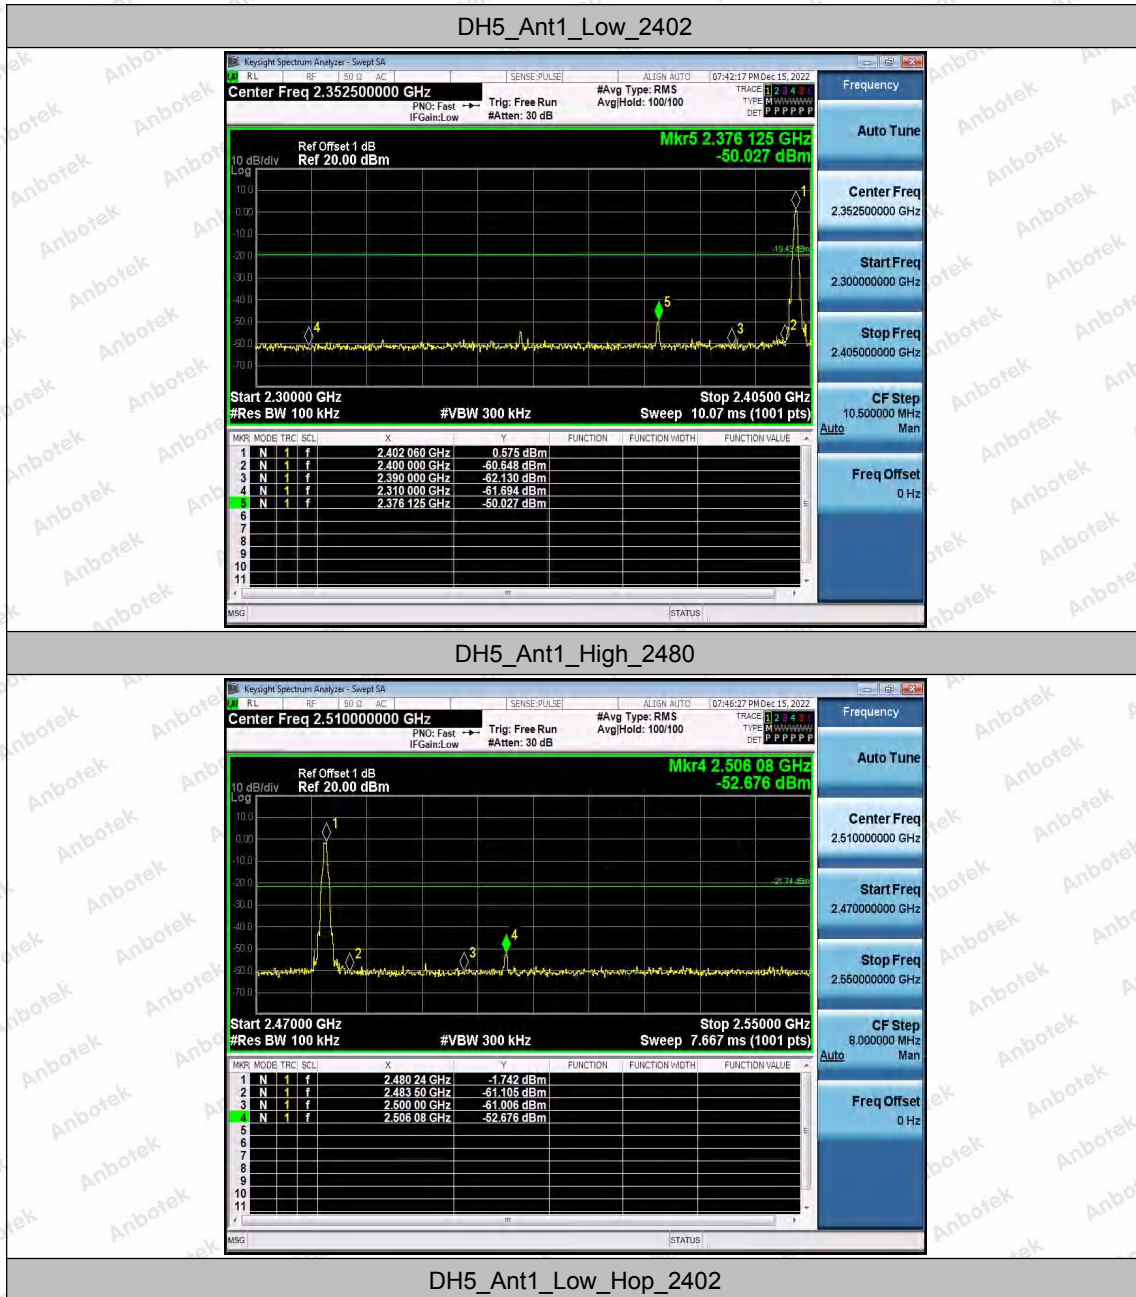 DH5_Ant1_Low_2402
Keysight Spectrum Analyzer - Swept SA
RL RF 50 Ω AC SENSE:PULSE ALIGN AUTO 07:42:17 PM Dec 15, 2022
Center Freq 2.352500000 GHz
PNO: Fast
IFGain:Low
Trig: Free Run
#Atten: 30 dB
#Avg Type: RMS
Avg|Hold: 100/100
TRACE 1 2 3 4 5 6
TYPE M W W W W W
DET P P P P P P
Frequency
Auto Tune
Center Freq
2.352500000 GHz
Start Freq
2.300000000 GHz
Stop Freq
2.405000000 GHz
CF Step
10.500000 MHz
Auto Man
Freq Offset
0 Hz
Mkr5 2.376 125 GHz
-50.027 dBm
Ref Offset 1 dB
10 dB/div Ref 20.00 dBm
Log
10.0
0.00
-10.0
-20.0
-30.0
-40.0
-50.0
-60.0
-70.0
-19.43 dBm
1
2
3
4
5
Start 2.30000 GHz Stop 2.40500 GHz
#Res BW 100 kHz #VBW 300 kHz Sweep 10.07 ms (1001 pts)
MKR MODE TRC SCL X Y FUNCTION FUNCTION WIDTH FUNCTION VALUE
1 N 1 f 2.402 060 GHz 0.575 dBm
2 N 1 f 2.400 000 GHz -60.648 dBm
3 N 1 f 2.390 000 GHz -62.130 dBm
4 N 1 f 2.310 000 GHz -61.694 dBm
5 N 1 f 2.376 125 GHz -50.027 dBm
6
7
8
9
10
11
MSG STATUS
DH5_Ant1_High_2480
Keysight Spectrum Analyzer - Swept SA
RL RF 50 Ω AC SENSE:PULSE ALIGN AUTO 07:46:27 PM Dec 15, 2022
Center Freq 2.510000000 GHz
PNO: Fast
IFGain:Low
Trig: Free Run
#Atten: 30 dB
#Avg Type: RMS
Avg|Hold: 100/100
TRACE 1 2 3 4 5 6
TYPE M W W W W W
DET P P P P P P
Frequency
Auto Tune
Center Freq
2.510000000 GHz
Start Freq
2.470000000 GHz
Stop Freq
2.550000000 GHz
CF Step
8.000000 MHz
Auto Man
Freq Offset
0 Hz
Mkr4 2.506 08 GHz
-52.676 dBm
Ref Offset 1 dB
10 dB/div Ref 20.00 dBm
Log
10.0
0.00
-10.0
-20.0
-30.0
-40.0
-50.0
-60.0
-70.0
-21.74 dBm
1
2
3
4
Start 2.47000 GHz Stop 2.55000 GHz
#Res BW 100 kHz #VBW 300 kHz Sweep 7.667 ms (1001 pts)
MKR MODE TRC SCL X Y FUNCTION FUNCTION WIDTH FUNCTION VALUE
1 N 1 f 2.480 24 GHz -1.742 dBm
2 N 1 f 2.483 50 GHz -61.105 dBm
3 N 1 f 2.500 00 GHz -61.006 dBm
4 N 1 f 2.506 08 GHz -52.676 dBm
5
6
7
8
9
10
11
MSG STATUS
DH5_Ant1_Low_Hop_2402
Anbotek